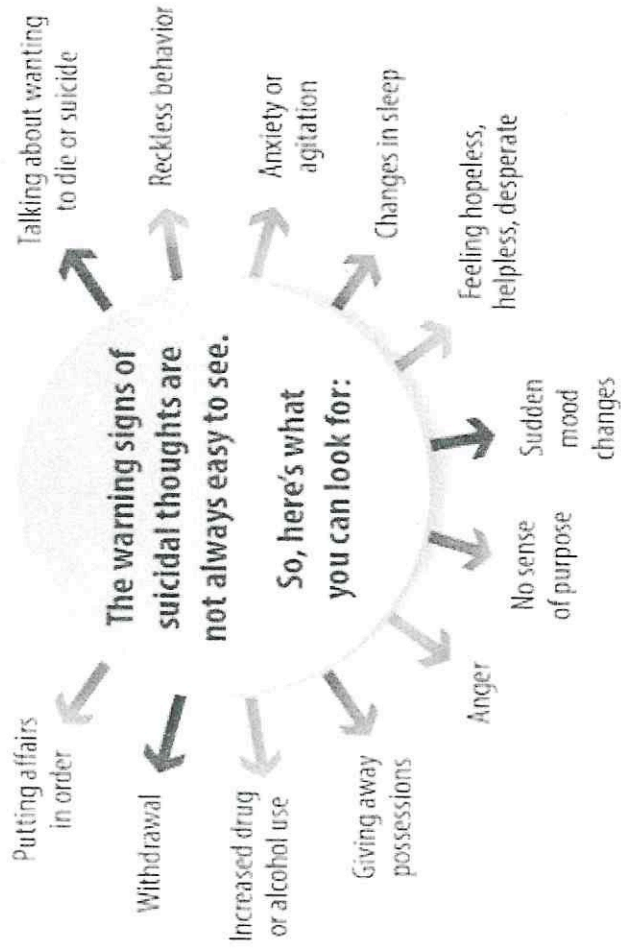 The warning signs of
suicidal thoughts are
not always easy to see.
So, here's what
you can look for:
Talking about wanting
to die or suicide
Reckless behavior
Anxiety or
agitation
Changes in sleep
Feeling hopeless,
helpless, desperate
Sudden
mood
changes
No sense
of purpose
Anger
Giving away
possessions
Increased drug
or alcohol use
Withdrawal
Putting affairs
in order